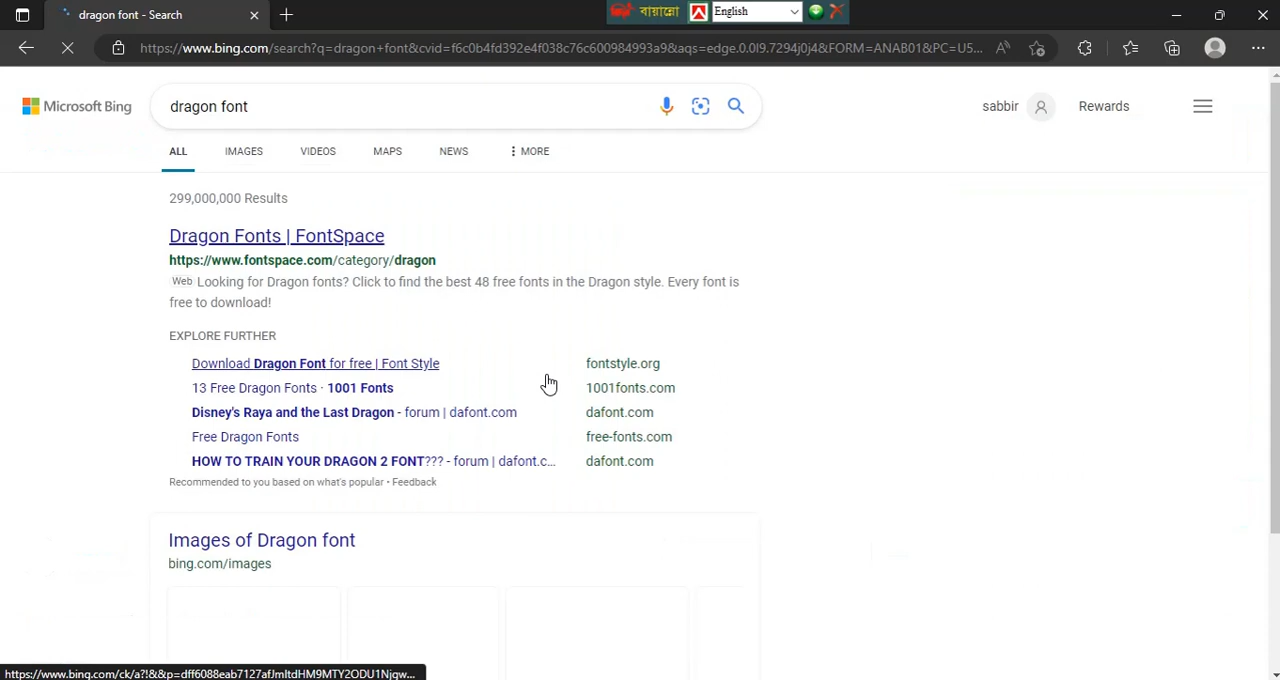 dragon font - Search
বায়ান্নো
English
https://www.bing.com/search?q=dragon+font&cvid=f6c0b4fd392e4f038c76c600984993a9&aqs=edge.0.0l9.7294j0j4&FORM=ANAB01&PC=U5...
Microsoft Bing
dragon font
sabbir
Rewards
ALL
IMAGES
VIDEOS
MAPS
NEWS
MORE
299,000,000 Results
Dragon Fonts | FontSpace
https://www.fontspace.com/category/dragon
Web Looking for Dragon fonts? Click to find the best 48 free fonts in the Dragon style. Every font is
free to download!
EXPLORE FURTHER
Download Dragon Font for free | Font Style fontstyle.org
13 Free Dragon Fonts · 1001 Fonts 1001fonts.com
Disney's Raya and the Last Dragon - forum | dafont.com dafont.com
Free Dragon Fonts free-fonts.com
HOW TO TRAIN YOUR DRAGON 2 FONT??? - forum | dafont.c... dafont.com
Recommended to you based on what's popular • Feedback
Images of Dragon font
bing.com/images
https://www.bing.com/ck/a?!&&p=dff6088eab7127afJmltdHM9MTY2ODU1Njgw...